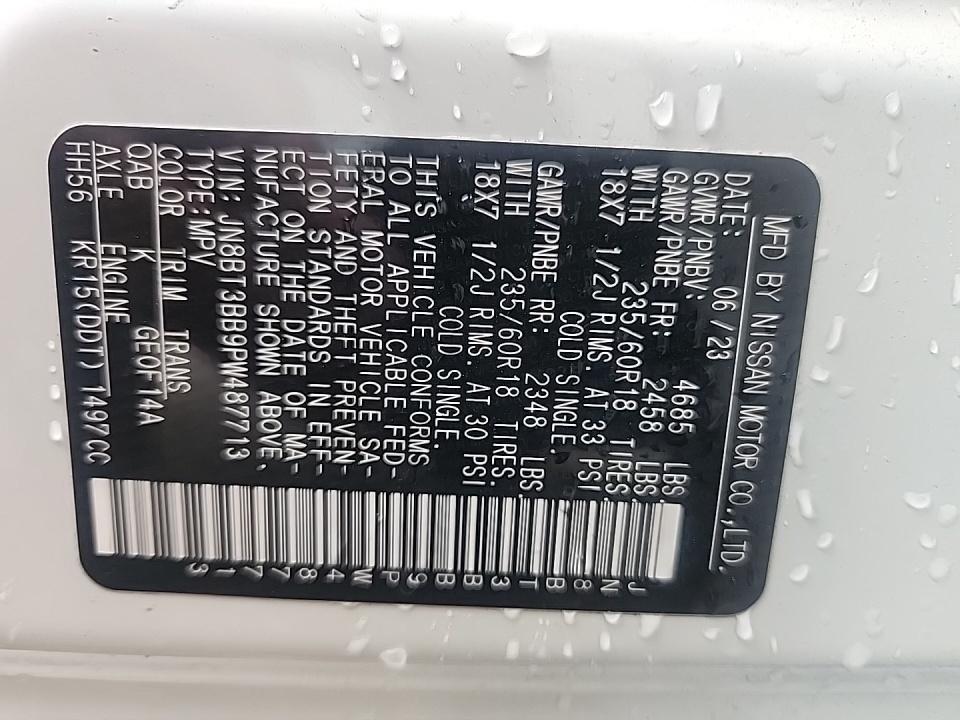 MFD BY NISSAN MOTOR CO.,LTD.
DATE: 06 /23
GVWR/PNBV: 4685 LBS
GAWR/PNBE FR: 2458 LBS.
WITH 235/60R18 TIRES.
18X7 1/2J RIMS. AT 33 PSI
COLD SINGLE.
GAWR/PNBE RR: 2348 LBS.
WITH 235/60R18 TIRES.
18X7 1/2J RIMS. AT 30 PSI
COLD SINGLE.
THIS VEHICLE CONFORMS
TO ALL APPLICABLE FED-
ERAL MOTOR VEHICLE SA-
FETY, AND THEFT PREVEN-
TION STANDARDS IN EFF-
ECT ON THE DATE OF MA-
NUFACTURE SHOWN ABOVE.
VIN: JN8BT3BB9PW487713
TYPE:MPV
COLOR TRIM TRANS
QAB K GEOF14A
AXLE ENGINE
HH56 KR15(DDT) 1497CC
JN8BT3BB9PW487713